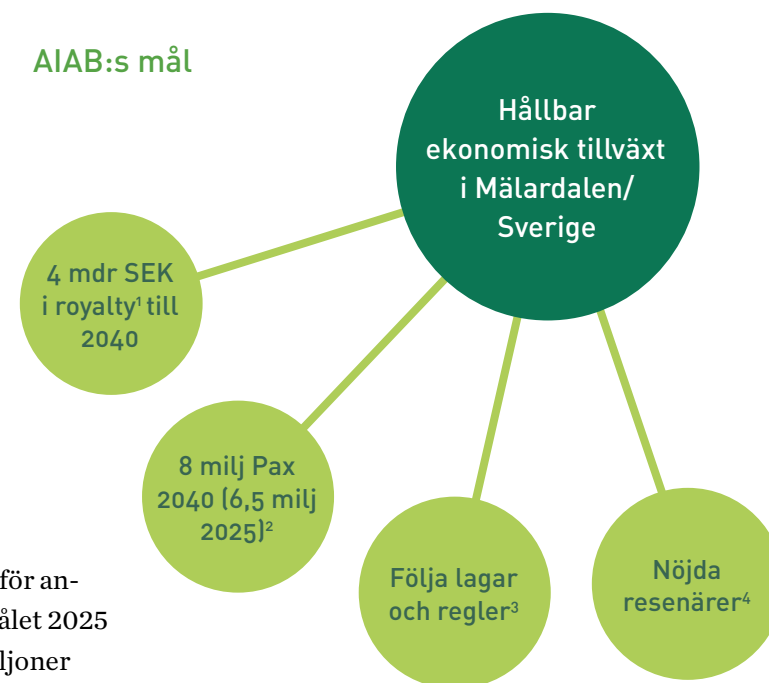 AIAB:s mål
Hållbar
ekonomisk tillväxt
i Mälardalen/
Sverige
4 mdr SEK
i royalty¹ till
2040
8 milj Pax
2040 (6,5 milj
2025)²
Följa lagar
och regler³
Nöjda
resenärer⁴
för an-
ålet 2025
ljoner